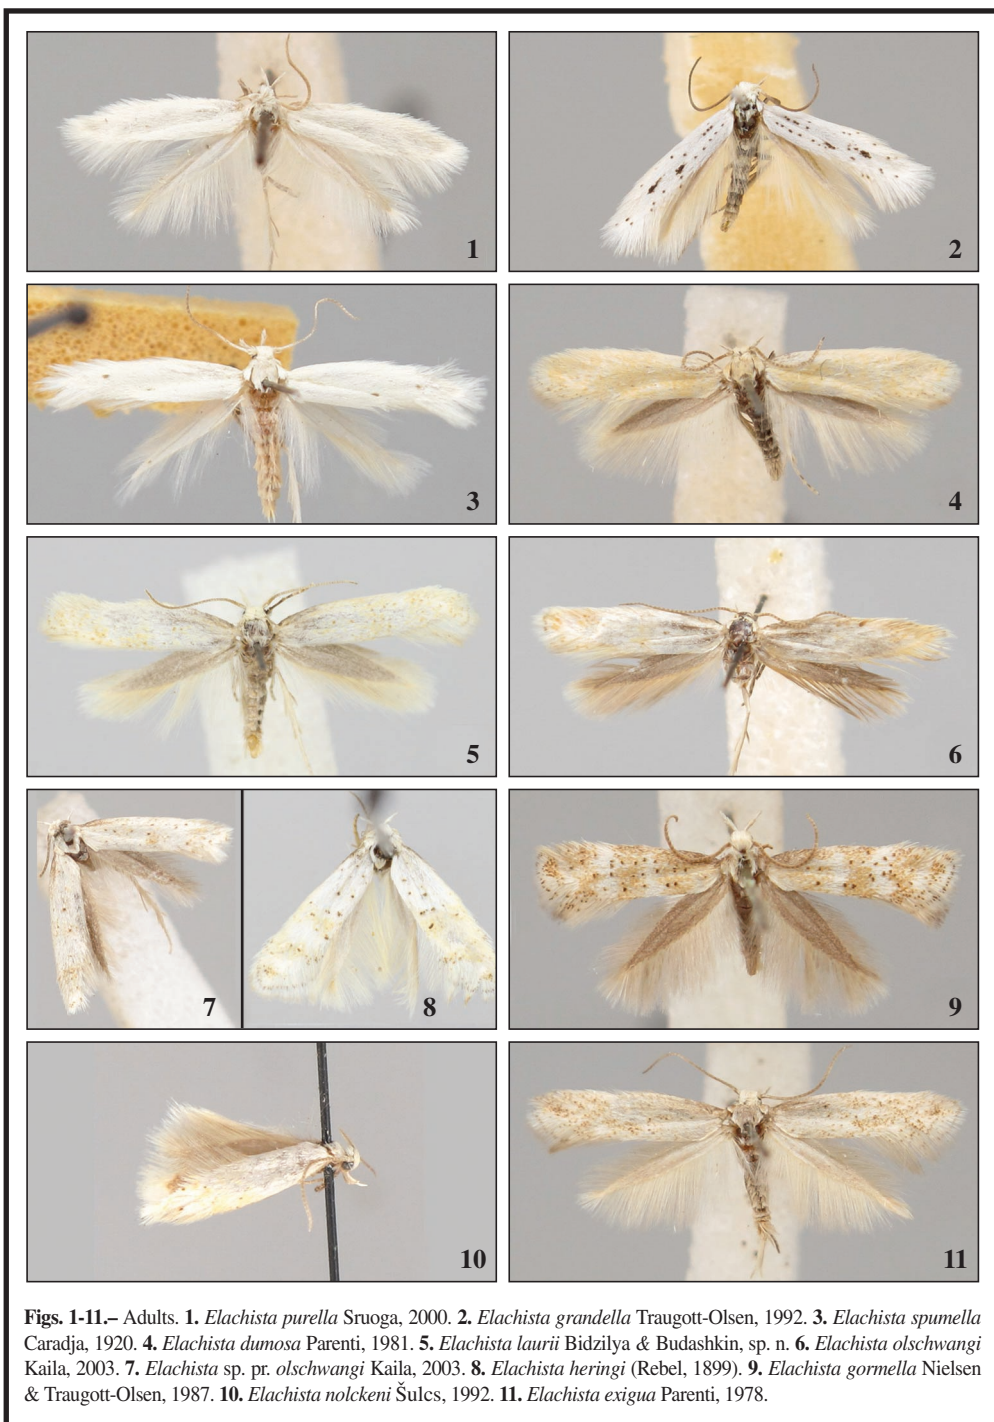 1
2
3
4
5
6
7
8
9
10
11
Figs. 1-11.– Adults. 1. Elachista purella Sruoga, 2000. 2. Elachista grandella Traugott-Olsen, 1992. 3. Elachista spumella
Caradja, 1920. 4. Elachista dumosa Parenti, 1981. 5. Elachista laurii Bidzilya & Budashkin, sp. n. 6. Elachista olschwangi
Kaila, 2003. 7. Elachista sp. pr. olschwangi Kaila, 2003. 8. Elachista heringi (Rebel, 1899). 9. Elachista gormella Nielsen
& Traugott-Olsen, 1987. 10. Elachista nolckeni Šulcs, 1992. 11. Elachista exigua Parenti, 1978.